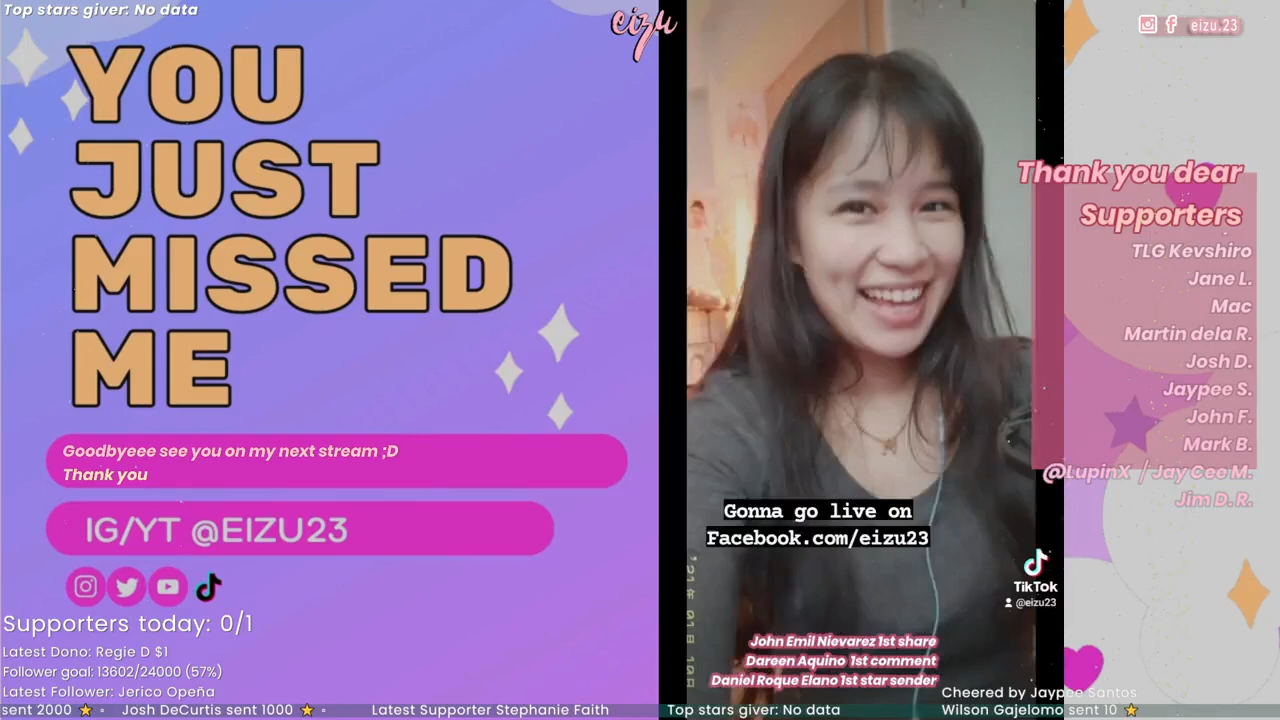 Top stars giver: No data
YOU
JUST
MISSED
ME
Goodbyeee see you on my next stream ;D
Thank you
IG/YT @EIZU23
Supporters today: 0/1
Latest Dono: Regie D $1
Follower goal: 13602/24000 (57%)
Latest Follower: Jerico Opeña
sent 2000 ⭐ • Josh DeCurtis sent 1000 ⭐ • Latest Supporter Stephanie Faith
eizu
Gonna go live on
Facebook.com/eizu23
TikTok
@eizu23
John Emil Nievarez 1st share
Dareen Aquino 1st comment
Daniel Roque Elano 1st star sender
Top stars giver: No data
eizu.23
Thank you dear
Supporters
TLG Kevshiro
Jane L.
Mac
Martin dela R.
Josh D.
Jaypee S.
John F.
Mark B.
@LupinX / Jay Cee M.
Jim D. R.
Cheered by Jaypee Santos
Wilson Gajelomo sent 10 ⭐